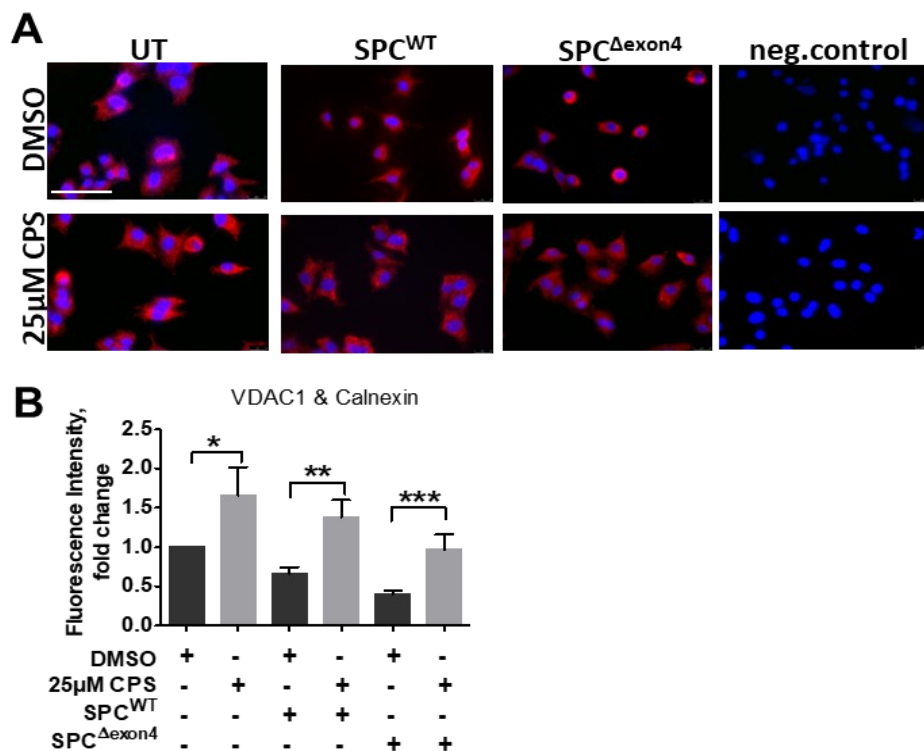 A
UT SPC^WT SPC^Δexon4 neg.control
DMSO
25µM CPS
B
VDAC1 & Calnexin
Fluorescence Intensity,
fold change
2.5
2.0
1.5
1.0
0.5
0.0
*
**
***
DMSO + - + - + -
25µM CPS - + - + - +
SPC^WT - - + + - -
SPC^Δexon4 - - - - + +